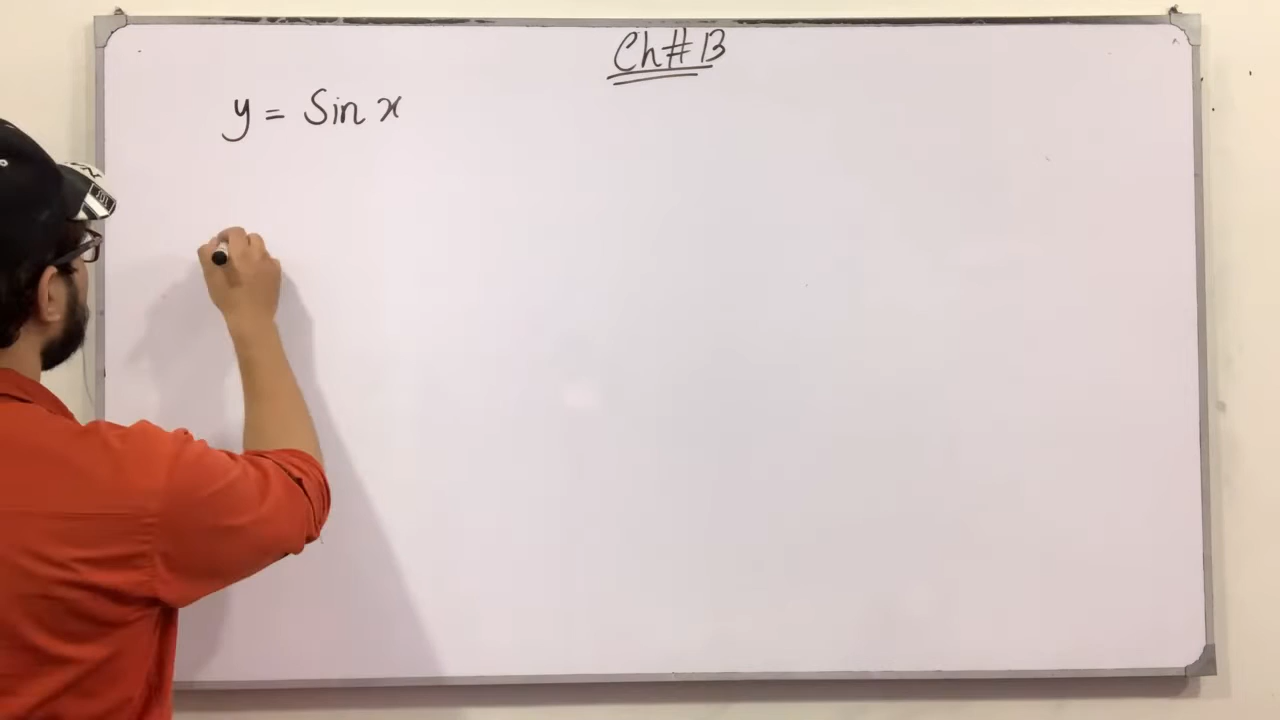 Ch#13
y = Sin x